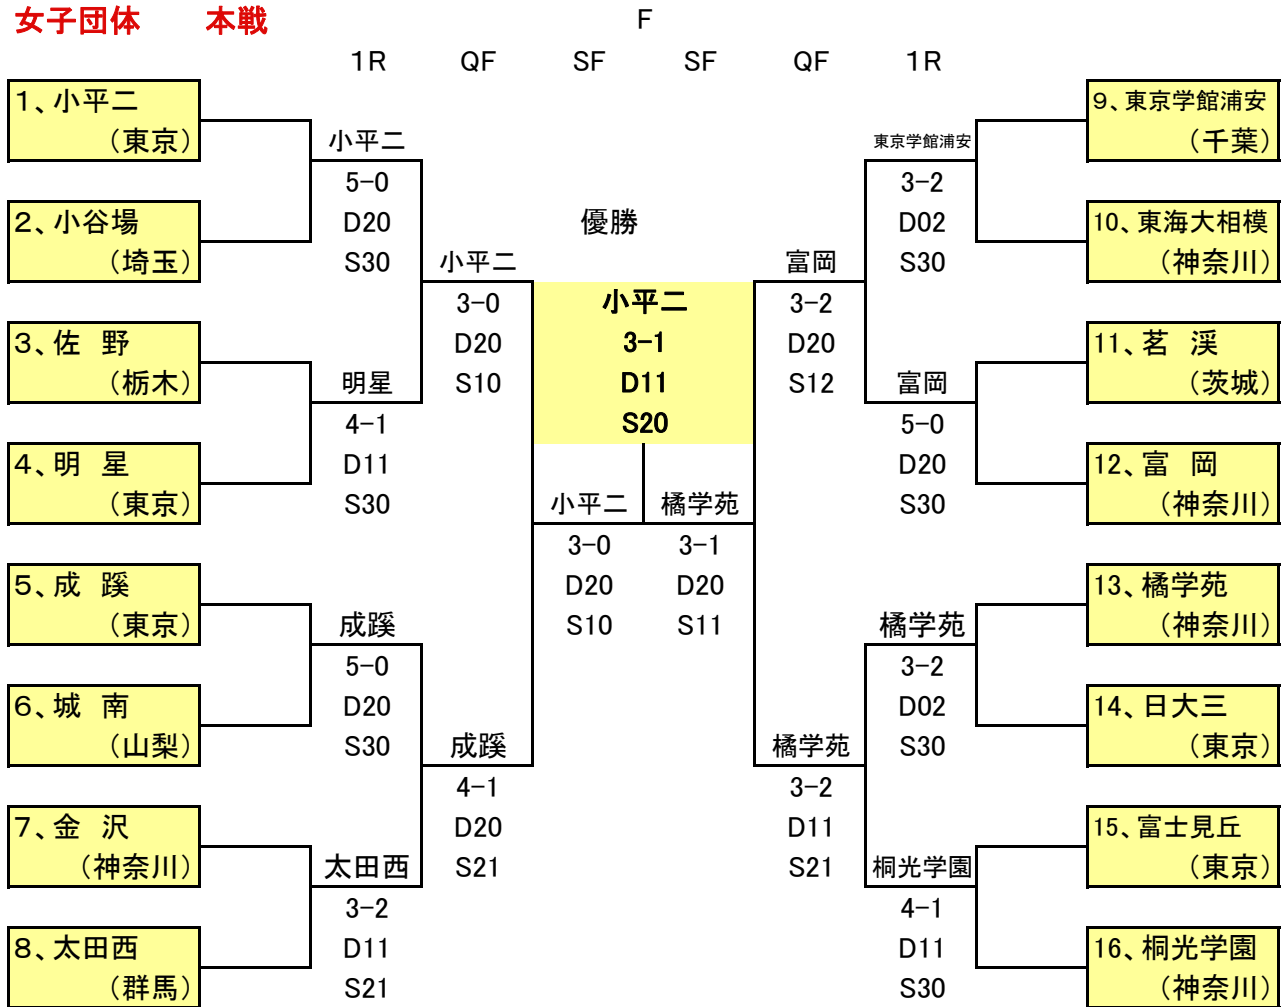 女子団体　本戦
F
１R QF SF SF QF １R
１、小平二
（東京）
２、小谷場
（埼玉）
３、佐　野
（栃木）
４、明　星
（東京）
５、成　蹊
（東京）
６、城　南
（山梨）
７、金　沢
（神奈川）
８、太田西
（群馬）
小平二
5-0
D20
S30
明星
4-1
D11
S30
成蹊
5-0
D20
S30
太田西
3-2
D11
S21
小平二
3-0
D20
S10
成蹊
4-1
D20
S21
優勝
小平二
3-1
D11
S20
小平二
3-0
D20
S10
橘学苑
3-1
D20
S11
富岡
3-2
D20
S12
橘学苑
3-2
D11
S21
東京学館浦安
3-2
D02
S30
富岡
5-0
D20
S30
橘学苑
3-2
D02
S30
桐光学園
4-1
D11
S30
９、東京学館浦安
（千葉）
10、東海大相模
（神奈川）
11、茗　渓
（茨城）
12、富　岡
（神奈川）
13、橘学苑
（神奈川）
14、日大三
（東京）
15、富士見丘
（東京）
16、桐光学園
（神奈川）